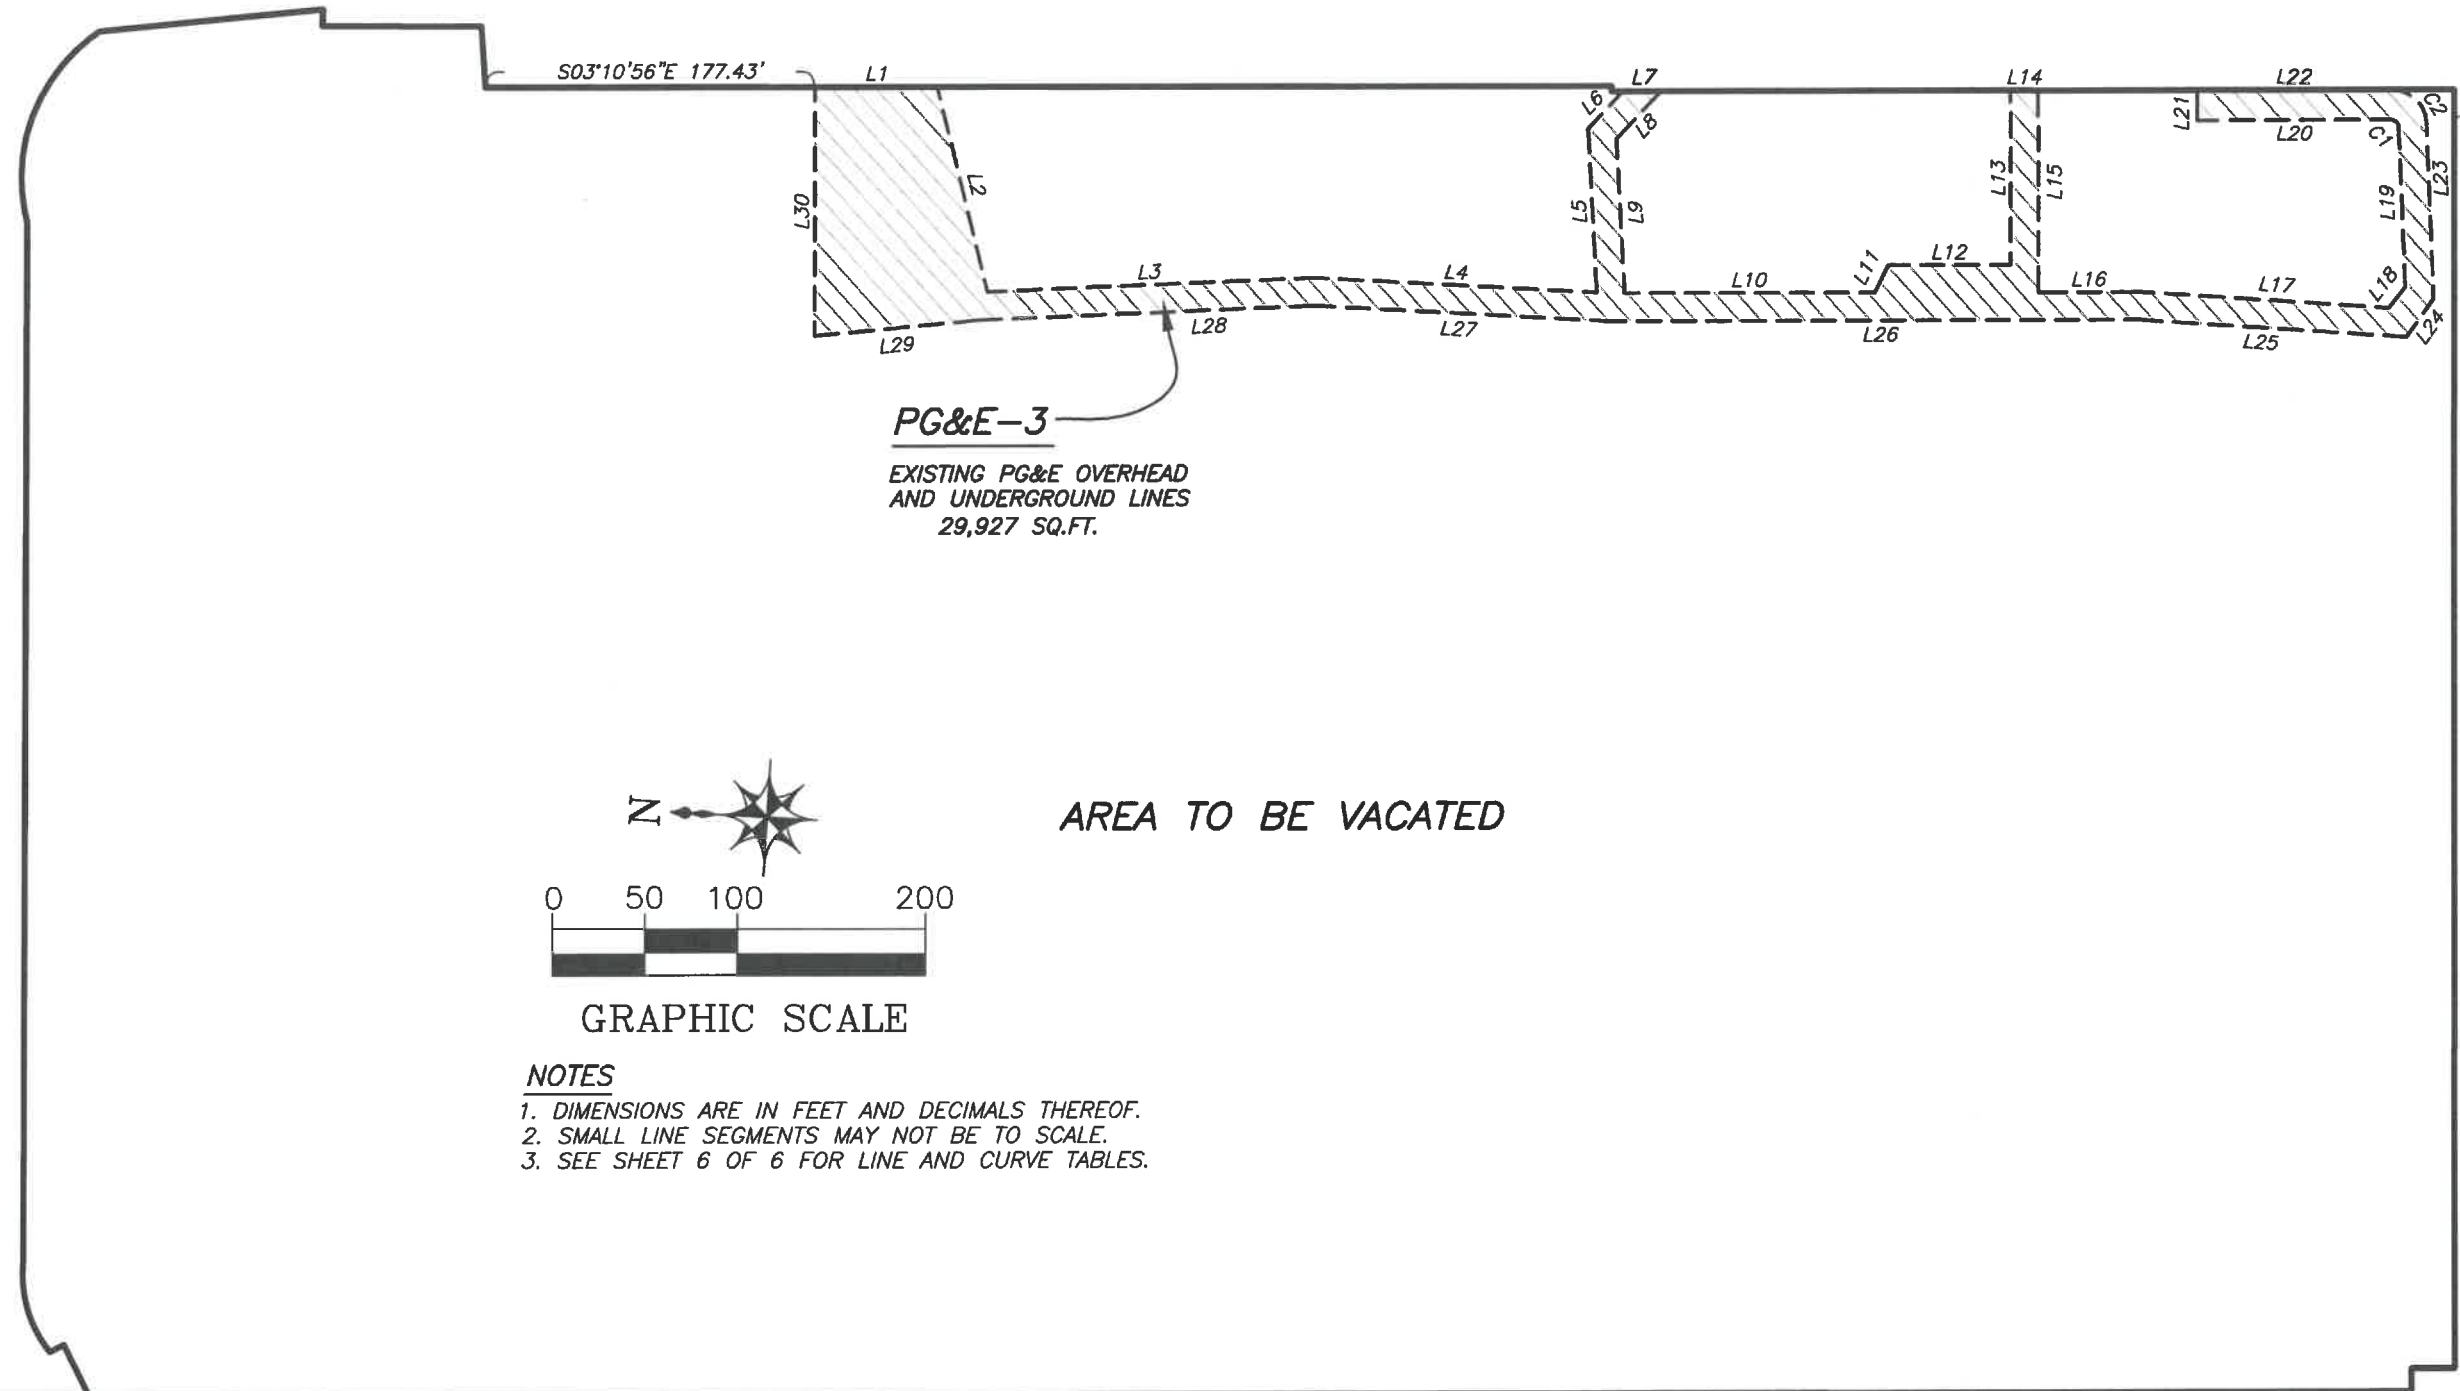 S03°10'56"E 177.43'
L1
L7
L14
L22
L6
L8
L21
L20
C1
C2
L30
L2
L5
L9
L13
L15
L19
L23
L3
L4
L11
L12
L10
L16
L17
L18
L24
L29
L28
L27
L26
L25
PG&E-3
EXISTING PG&E OVERHEAD
AND UNDERGROUND LINES
29,927 SQ.FT.
N
AREA TO BE VACATED
0 50 100 200
GRAPHIC SCALE
NOTES
1. DIMENSIONS ARE IN FEET AND DECIMALS THEREOF.
2. SMALL LINE SEGMENTS MAY NOT BE TO SCALE.
3. SEE SHEET 6 OF 6 FOR LINE AND CURVE TABLES.